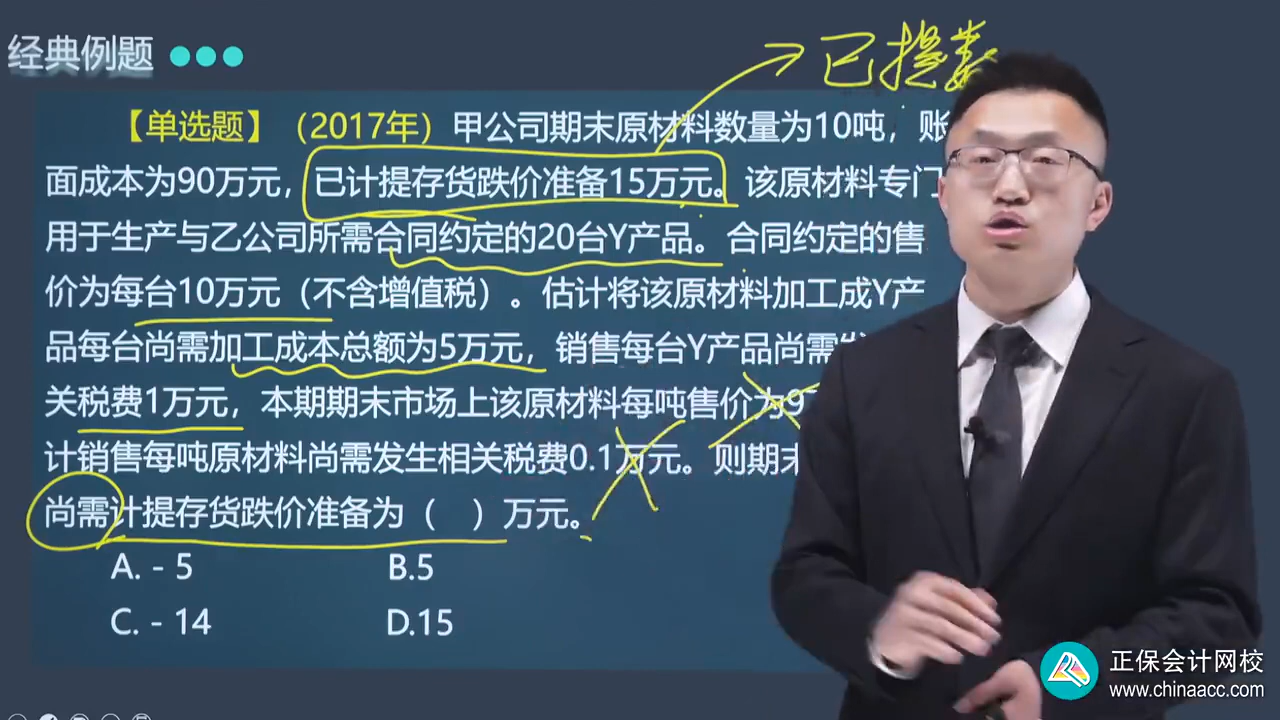 经典例题
已提数
【单选题】（2017年）甲公司期末原材料数量为10吨，账
面成本为90万元，已计提存货跌价准备15万元。该原材料专门
用于生产与乙公司所需合同约定的20台Y产品。合同约定的售
价为每台10万元（不含增值税）。估计将该原材料加工成Y产
品每台尚需加工成本总额为5万元，销售每台Y产品尚需发
关税费1万元，本期期末市场上该原材料每吨售价为9
计销售每吨原材料尚需发生相关税费0.1万元。则期末
尚需计提存货跌价准备为（ ）万元。
A. - 5 B.5
C. - 14 D.15
正保会计网校
www.chinaacc.com